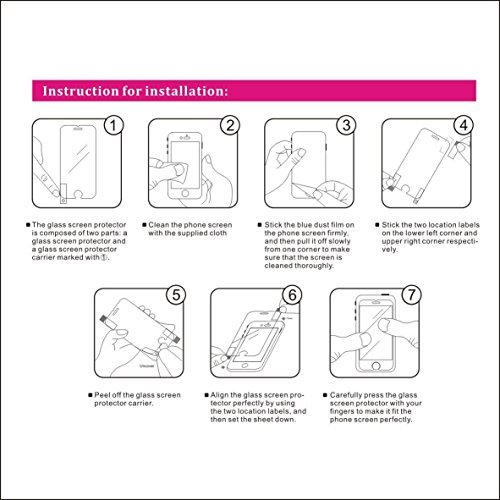 Instruction for installation:
1
2
3
4
■ The glass screen protector
is composed of two parts: a
glass screen protector and
a glass screen protector
carrier marked with①.
■ Clean the phone screen
with the supplied cloth
■ Stick the blue dust film on
the phone screen firmly,
and then pull it off slowly
from one corner to make
sure that the screen is
cleaned thoroughly.
■ Stick the two location labels
on the lower left corner and
upper right corner respecti-
vely.
5
6
7
■ Peel off the glass screen
protector carrier.
■ Align the glass screen pro-
tector perfectly by using
the two location labels, and
then set the sheet down.
■ Carefully press the glass
screen protector with your
fingers to make it fit the
phone screen perfectly.